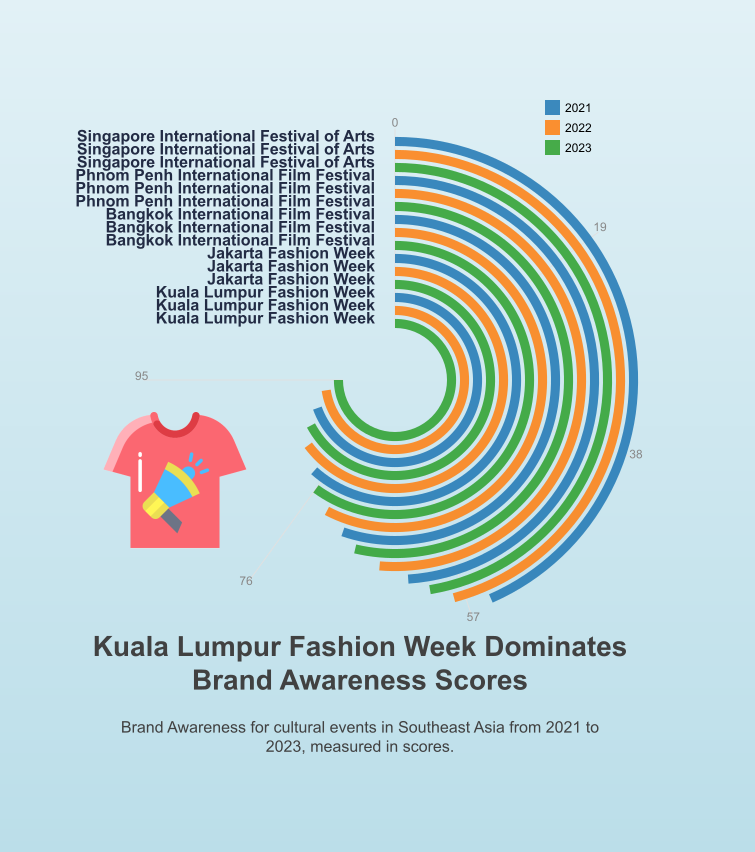 0
2021
2022
2023
Singapore International Festival of Arts
Singapore International Festival of Arts
Singapore International Festival of Arts
Phnom Penh International Film Festival
Phnom Penh International Film Festival
Phnom Penh International Film Festival
Bangkok International Film Festival
Bangkok International Film Festival
Bangkok International Film Festival
Jakarta Fashion Week
Jakarta Fashion Week
Jakarta Fashion Week
Kuala Lumpur Fashion Week
Kuala Lumpur Fashion Week
Kuala Lumpur Fashion Week
19
95
38
76
57
Kuala Lumpur Fashion Week Dominates
Brand Awareness Scores
Brand Awareness for cultural events in Southeast Asia from 2021 to
2023, measured in scores.